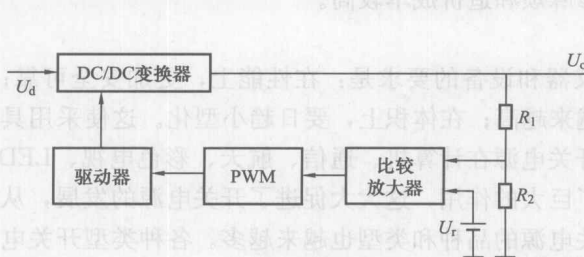 DC/DC变换器
U_d
U_o
R_1
驱动器
PWM
比较
放大器
U_r
R_2